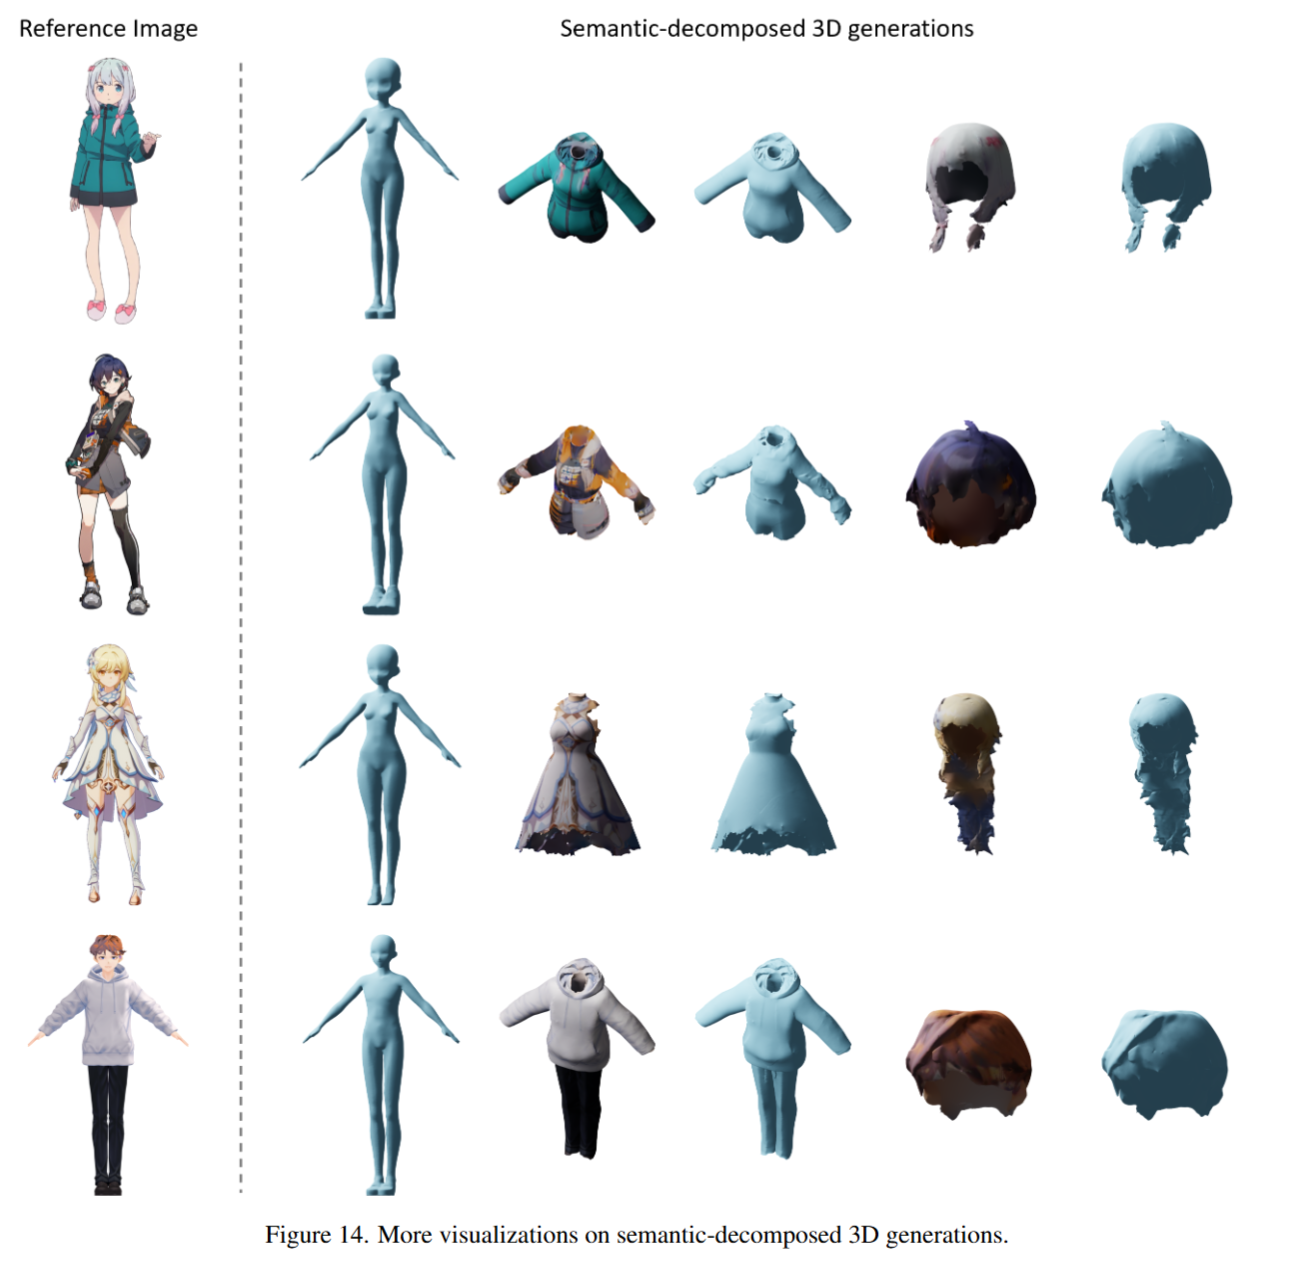 Reference Image
Semantic-decomposed 3D generations
Figure 14. More visualizations on semantic-decomposed 3D generations.